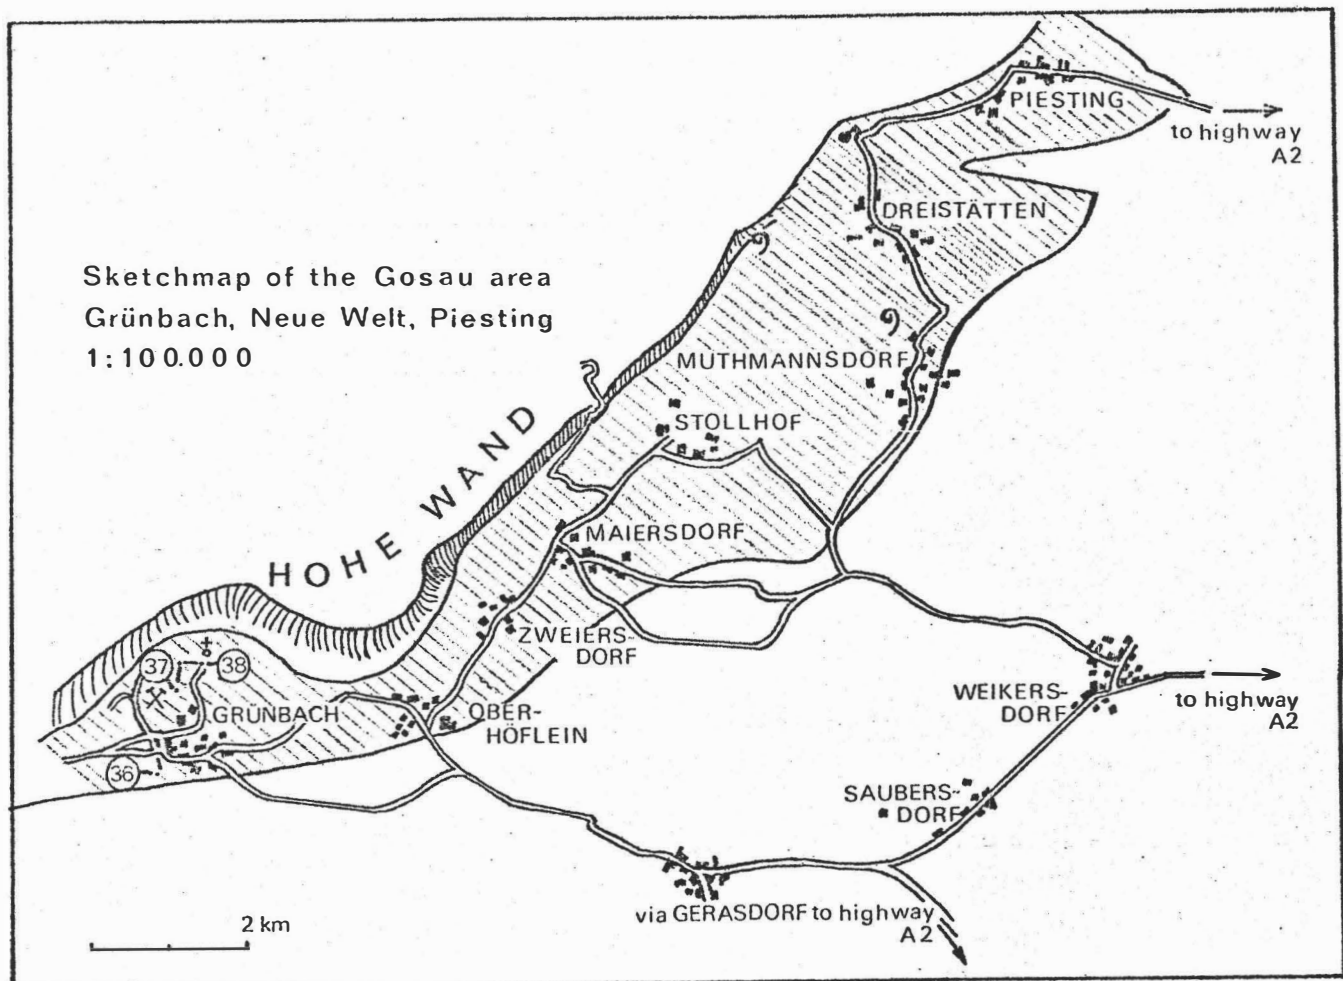 PIESTING
to highway
A2
DREISTÄTTEN
Sketchmap of the Gosau area
Grünbach, Neue Welt, Piesting
1:100.000
MUTHMANNSDORF
STOLLHOF
HOHE WAND
MAIERSDORF
ZWEIERS-
DORF
37
38
GRÜNBACH
OBER-
HÖFLEIN
36
WEIKERS-
DORF
to highway
A2
SAUBERS-
DORF
via GERASDORF to highway
A2
2 km